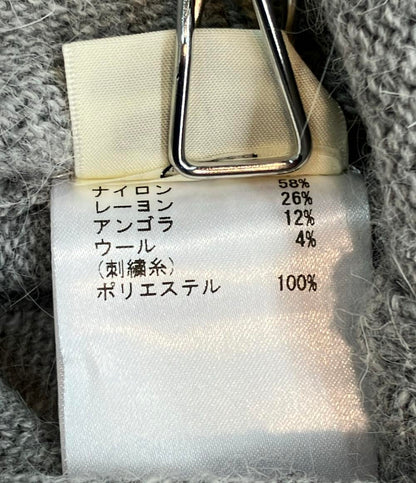 ナイロン 58%
レーヨン 26%
アンゴラ 12%
ウール 4%
(刺繍糸)
ポリエステル 100%